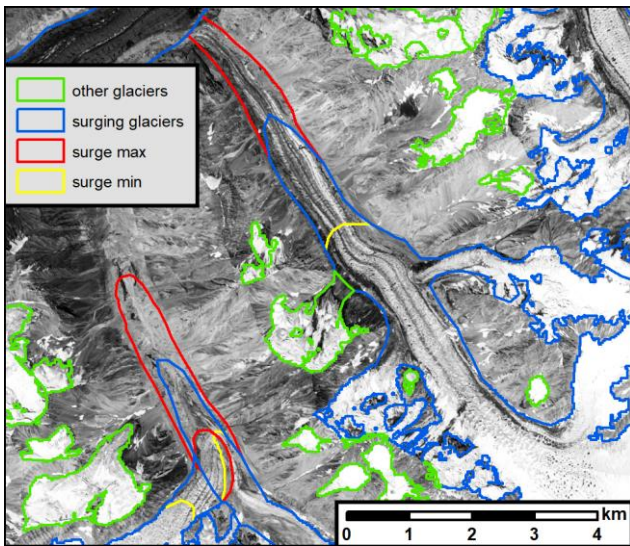 other glaciers
surging glaciers
surge max
surge min
km
0 1 2 3 4